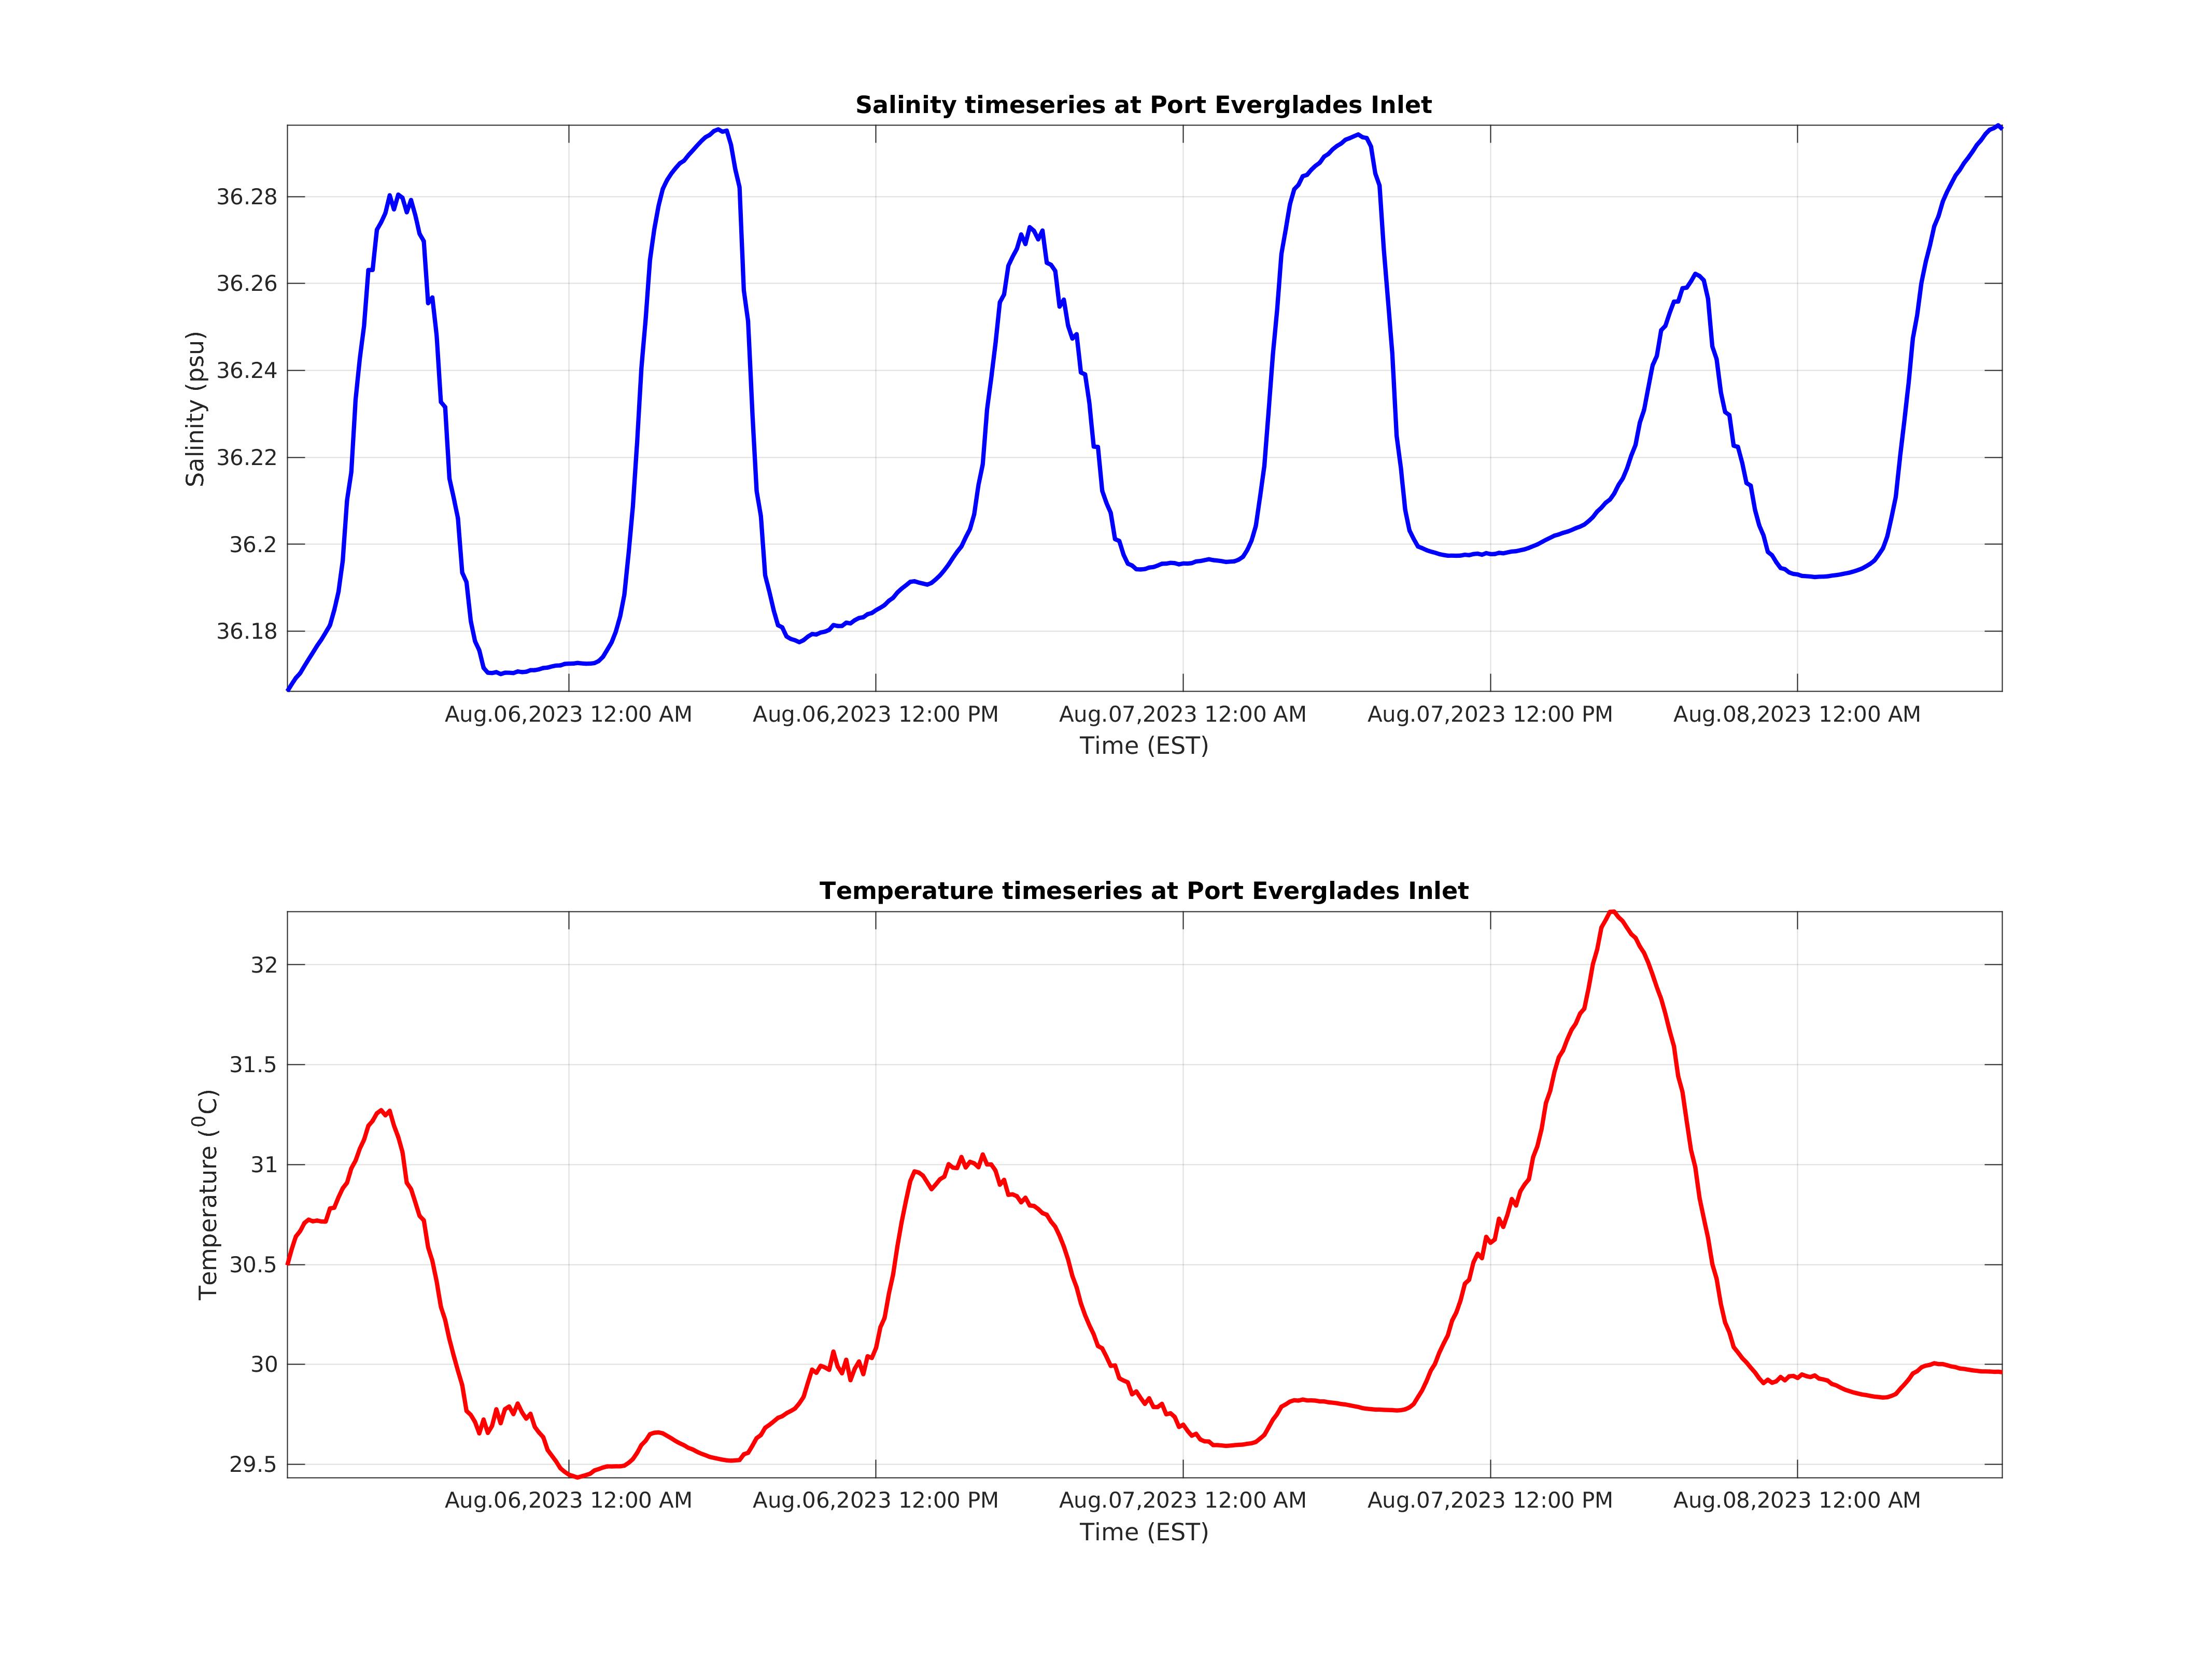 Salinity timeseries at Port Everglades Inlet
Salinity (psu)
36.28
36.26
36.24
36.22
36.2
36.18
Aug.06,2023 12:00 AM
Aug.06,2023 12:00 PM
Aug.07,2023 12:00 AM
Aug.07,2023 12:00 PM
Aug.08,2023 12:00 AM
Time (EST)
Temperature timeseries at Port Everglades Inlet
Temperature (⁰C)
32
31.5
31
30.5
30
29.5
Aug.06,2023 12:00 AM
Aug.06,2023 12:00 PM
Aug.07,2023 12:00 AM
Aug.07,2023 12:00 PM
Aug.08,2023 12:00 AM
Time (EST)